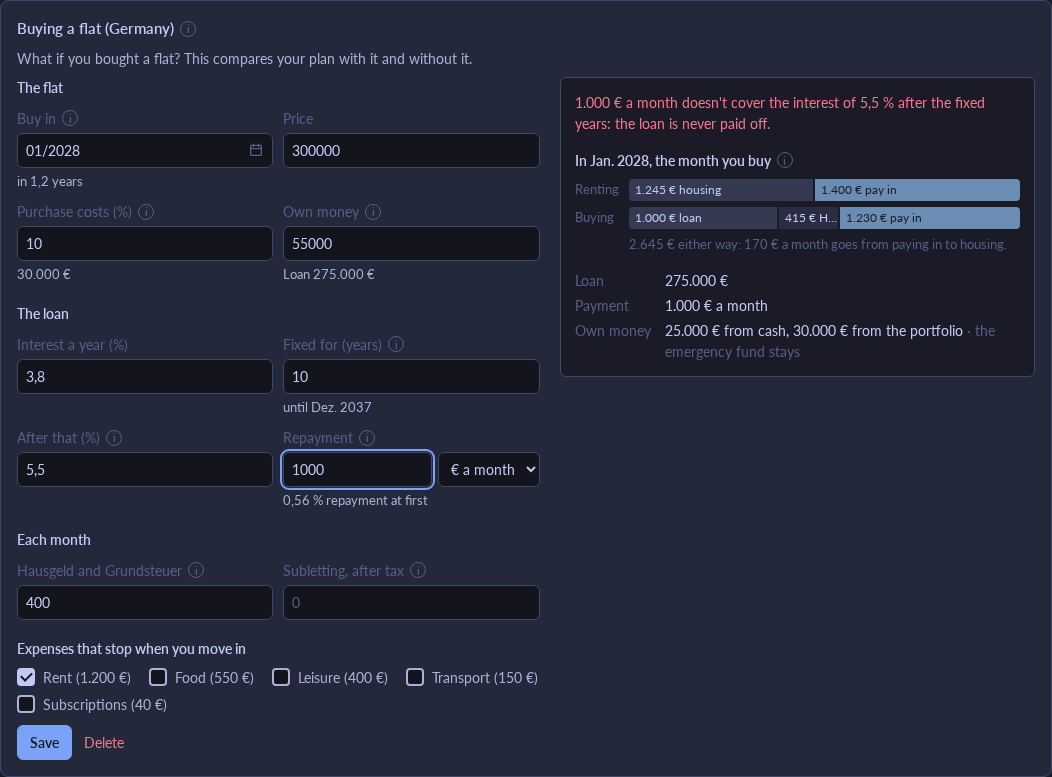 Buying a flat (Germany)
What if you bought a flat? This compares your plan with it and without it.
The flat
Buy in
Price
01/2028
300000
in 1,2 years
Purchase costs (%)
Own money
10
55000
30.000 €
Loan 275.000 €
The loan
Interest a year (%)
Fixed for (years)
3,8
10
until Dez. 2037
After that (%)
Repayment
5,5
1000
€ a month
0,56 % repayment at first
Each month
Hausgeld and Grundsteuer
Subletting, after tax
400
0
Expenses that stop when you move in
Rent (1.200 €)
Food (550 €)
Leisure (400 €)
Transport (150 €)
Subscriptions (40 €)
Save
Delete
1.000 € a month doesn't cover the interest of 5,5 % after the fixed
years: the loan is never paid off.
In Jan. 2028, the month you buy
Renting
1.245 € housing
1.400 € pay in
Buying
1.000 € loan
415 € H...
1.230 € pay in
2.645 € either way: 170 € a month goes from paying in to housing.
Loan
275.000 €
Payment
1.000 € a month
Own money
25.000 € from cash, 30.000 € from the portfolio · the
emergency fund stays